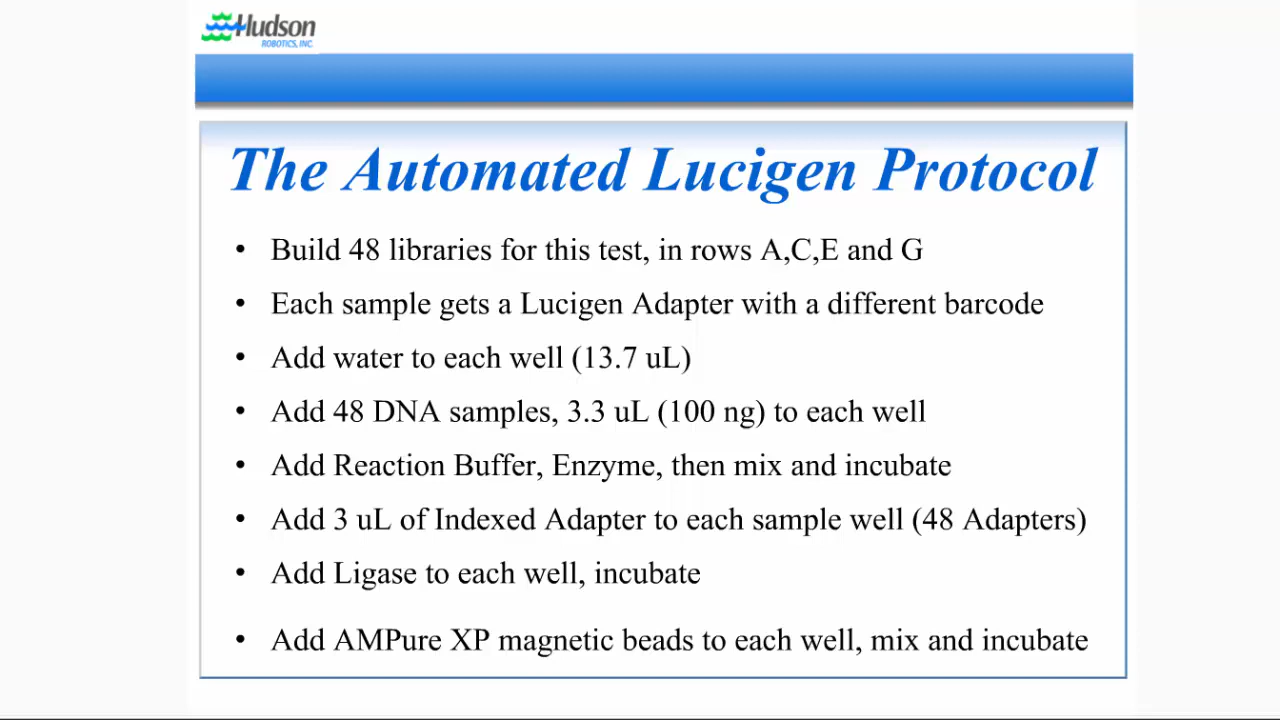 Hudson
ROBOTICS, INC.
The Automated Lucigen Protocol
• Build 48 libraries for this test, in rows A,C,E and G
• Each sample gets a Lucigen Adapter with a different barcode
• Add water to each well (13.7 uL)
• Add 48 DNA samples, 3.3 uL (100 ng) to each well
• Add Reaction Buffer, Enzyme, then mix and incubate
• Add 3 uL of Indexed Adapter to each sample well (48 Adapters)
• Add Ligase to each well, incubate
• Add AMPure XP magnetic beads to each well, mix and incubate